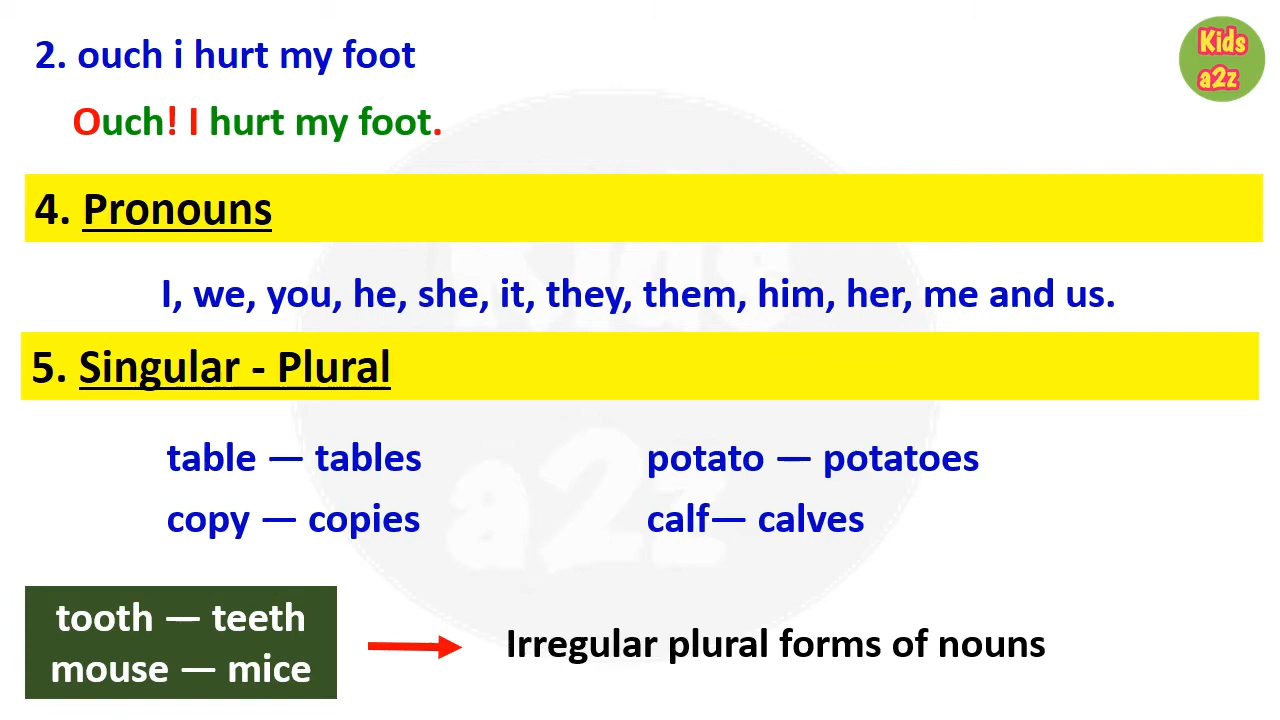 2. ouch i hurt my foot
Kids
a2z
Ouch! I hurt my foot.
4. Pronouns
I, we, you, he, she, it, they, them, him, her, me and us.
5. Singular - Plural
table — tables
potato — potatoes
copy — copies
calf— calves
tooth — teeth
mouse — mice
Irregular plural forms of nouns
Kids
a2z